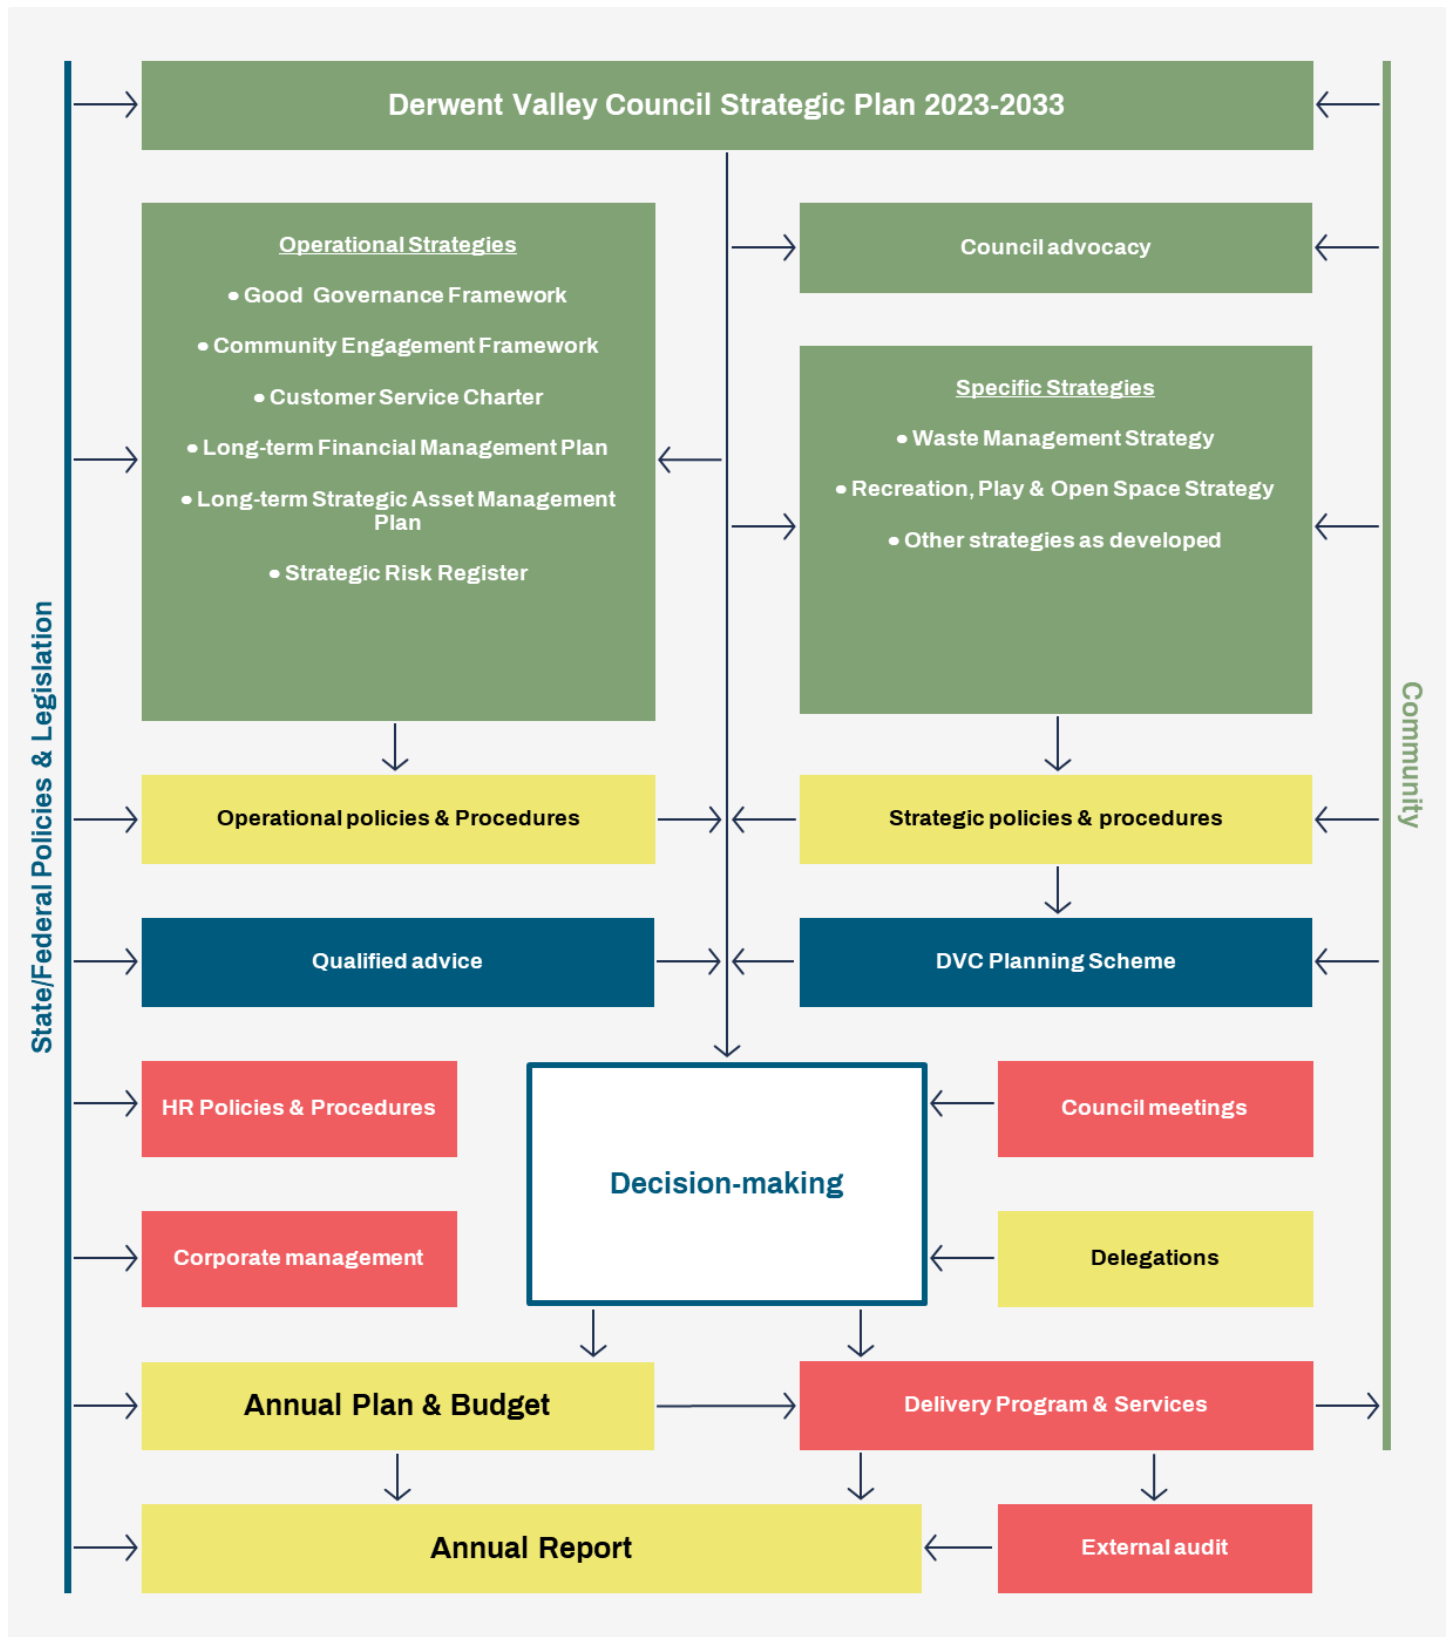 Derwent Valley Council Strategic Plan 2023-2033
Operational Strategies
• Good Governance Framework
• Community Engagement Framework
• Customer Service Charter
• Long-term Financial Management Plan
• Long-term Strategic Asset Management
Plan
• Strategic Risk Register
Council advocacy
Specific Strategies
• Waste Management Strategy
• Recreation, Play & Open Space Strategy
• Other strategies as developed
State/Federal Policies & Legislation
Community
Operational policies & Procedures
Strategic policies & procedures
Qualified advice
DVC Planning Scheme
HR Policies & Procedures
Decision-making
Council meetings
Corporate management
Delegations
Annual Plan & Budget
Delivery Program & Services
Annual Report
External audit